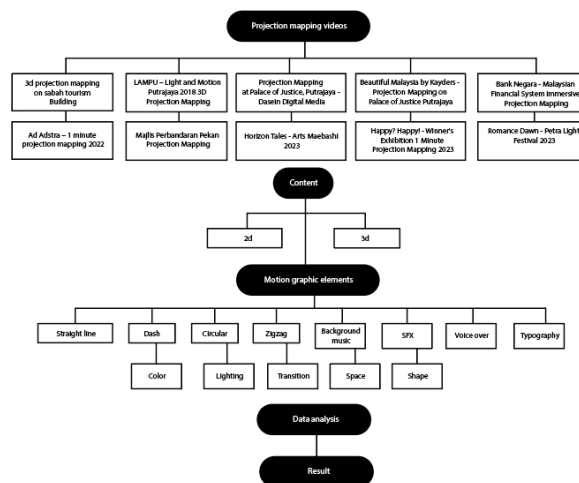 Projection mapping videos
3d projection mapping
on sabah tourism
Building
LAMPU – Light and Motion
Putrajaya 2018 3D
Projection Mapping
Projection Mapping
at Palace of Justice, Putrajaya –
Dasein Digital Media
Beautiful Malaysia by Kayders -
Projection Mapping on
Palace of Justice Putrajaya
Bank Negara - Malaysian
Financial System Immersive
Projection Mapping
Ad Adstra – 1 minute
projection mapping 2022
Majlis Perbandaran Pekan
Projection Mapping
Horizon Tales - Arts Maebashi
2023
Happy? Happy! - Winner's
Exhibition 1 Minute
Projection Mapping 2023
Romance Dawn - Petra Light
Festival 2023
Content
2d
3d
Motion graphic elements
Straight line
Dash
Circular
Zigzag
Background
music
SFX
Voice over
Typography
Color
Lighting
Transition
Space
Shape
Data analysis
Result